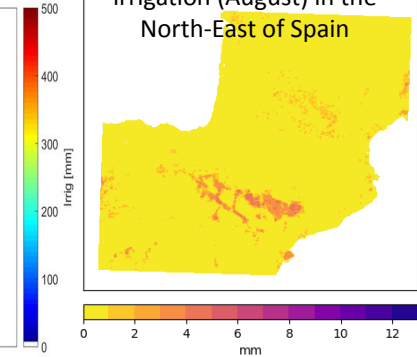 Irrigation (August) in the
North-East of Spain
500
400
300
200
100
0
Irrig [mm]
0 2 4 6 8 10 12
mm